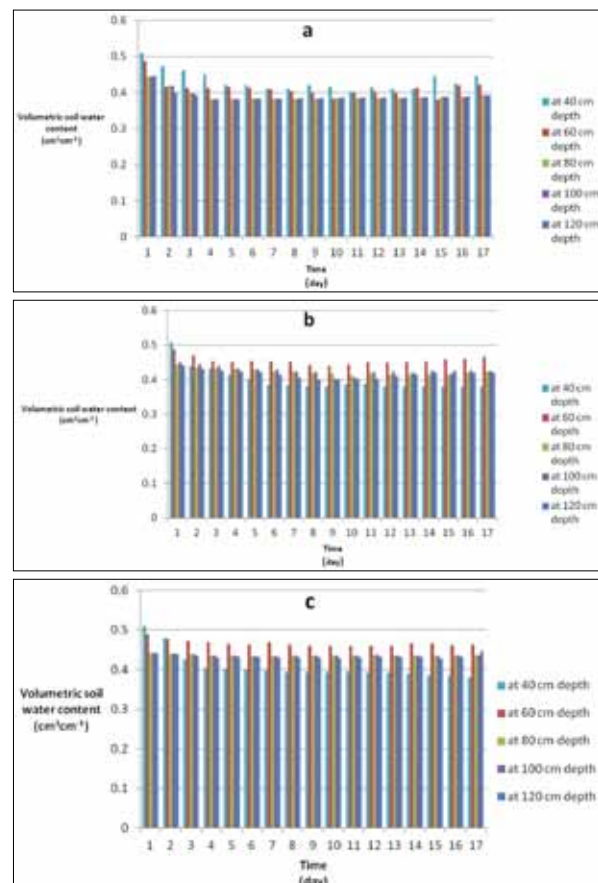 a
0.6
0.5
0.4
0.3
0.2
0.1
0
Volumetric soil water
content
(cm³cm⁻³)
1 2 3 4 5 6 7 8 9 10 11 12 13 14 15 16 17
Time
(day)
at 40 cm
depth
at 60 cm
depth
at 80 cm
depth
at 100 cm
depth
at 120 cm
depth
b
0.6
0.5
0.4
0.3
0.2
0.1
0
Volumetric soil water content
(cm³cm⁻³)
1 2 3 4 5 6 7 8 9 10 11 12 13 14 15 16 17
Time
(day)
at 40 cm
depth
at 60 cm
depth
at 80 cm
depth
at 100 cm
depth
at 120 cm
depth
c
0.6
0.5
0.4
0.3
0.2
0.1
0
Volumetric soil
water content
(cm³cm⁻³)
1 2 3 4 5 6 7 8 9 10 11 12 13 14 15 16 17
Time
(day)
at 40 cm depth
at 60 cm depth
at 80 cm depth
at 100 cm depth
at 120 cm depth